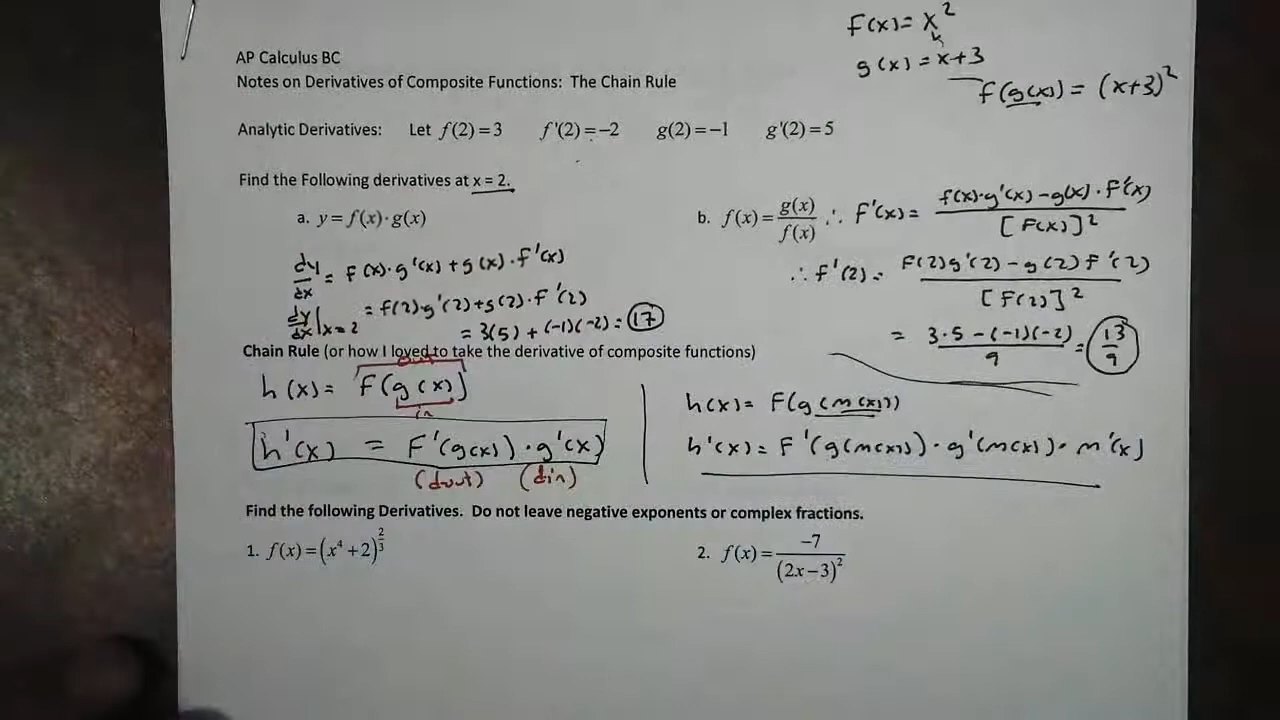 F(x) = x²
g(x) = x+3
f(g(x)) = (x+3)²
AP Calculus BC
Notes on Derivatives of Composite Functions: The Chain Rule
Analytic Derivatives: Let f(2)=3 f'(2)=-2 g(2)=-1 g'(2)=5
Find the Following derivatives at x = 2.
a. y = f(x)·g(x)
dy/dx = F(x)·g'(x)+g(x)·F'(x)
dy/dx|x=2 = f(2)·g'(2)+g(2)·F'(2)
= 3(5)+(-1)(-2) = 17
b. f(x) = g(x)/f(x) ∴ F'(x) = f(x)·g'(x)-g(x)·F'(x)/[F(x)]²
∴ f'(2) = F(2)g'(2)-g(2)F'(2)/[F(2)]²
= 3·5-(-1)(-2)/9 = 13/9
Chain Rule (or how I loved to take the derivative of composite functions)
h(x) = F(g(x))
in
h'(x) = F'(g(x))·g'(x)
(dout) (din)
h(x) = F(g(m(x)))
h'(x) = F'(g(m(x)))·g'(m(x))·m'(x)
Find the following Derivatives. Do not leave negative exponents or complex fractions.
1. f(x) = (x⁴+2)^(2/3)
2. f(x) = -7/(2x-3)²